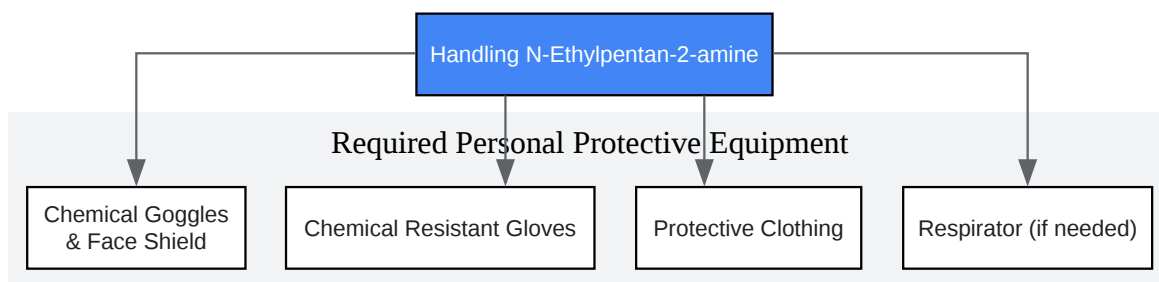 Handling N-Ethylpentan-2-amine
Required Personal Protective Equipment
Chemical Goggles
& Face Shield
Chemical Resistant Gloves
Protective Clothing
Respirator (if needed)